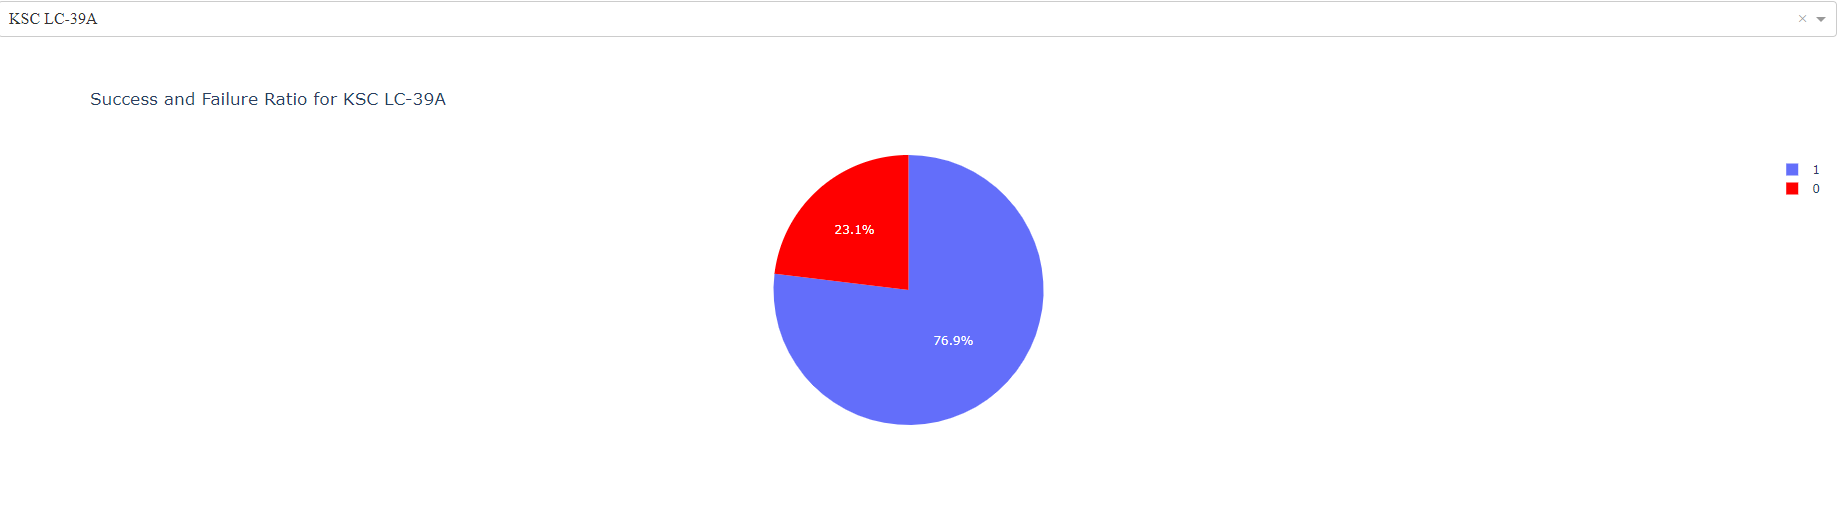 KSC LC-39A
Success and Failure Ratio for KSC LC-39A
1
0
23.1%
76.9%